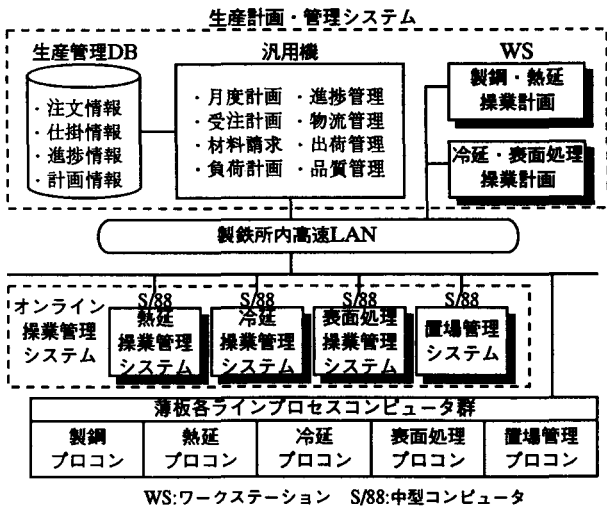 生産計画・管理システム
生産管理DB
・注文情報
・仕掛情報
・進捗情報
・計画情報
汎用機
・月度計画 ・進捗管理
・受注計画 ・物流管理
・材料請求 ・出荷管理
・負荷計画 ・品質管理
WS
製鋼・熱延
操業計画
冷延・表面処理
操業計画
製鉄所内高速LAN
オンライン
操業管理
システム
S/88
熱延
操業管理
システム
S/88
冷延
操業管理
システム
S/88
表面処理
操業管理
システム
S/88
置場管理
システム
薄板各ラインプロセスコンピュータ群
製鋼
プロコン
熱延
プロコン
冷延
プロコン
表面処理
プロコン
置場管理
プロコン
WS:ワークステーション S/88:中型コンピュータ